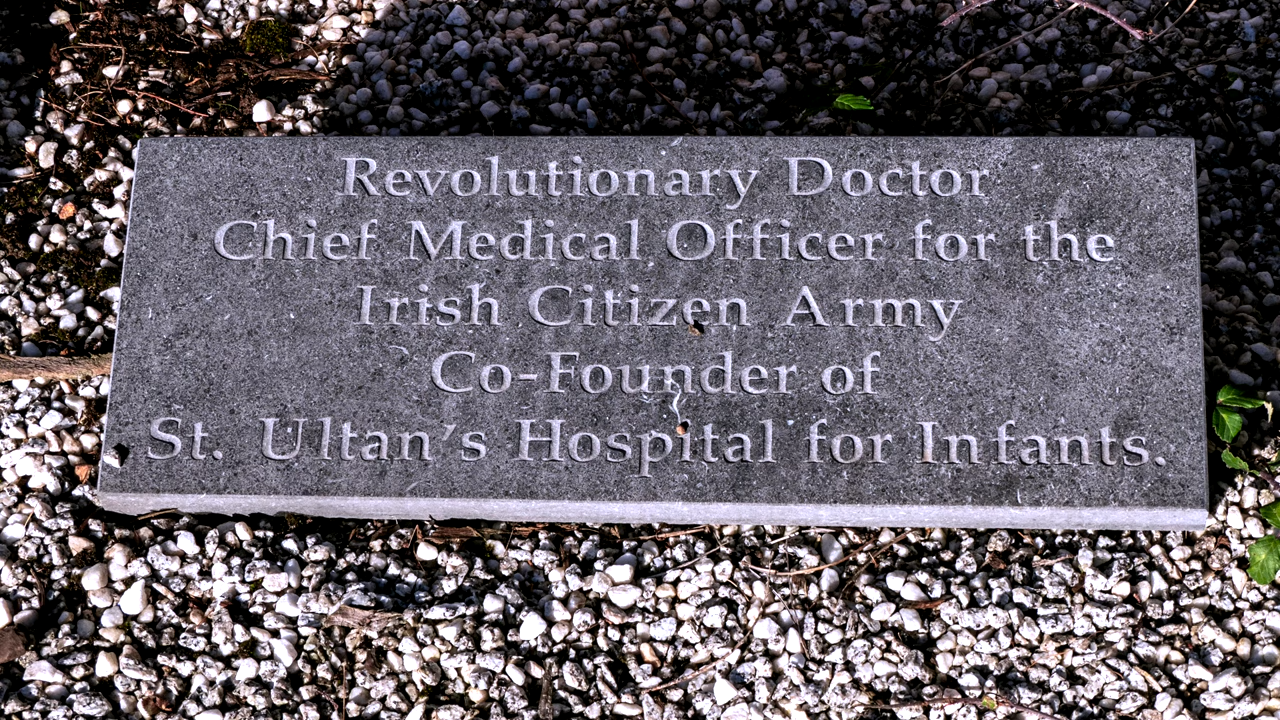 Revolutionary Doctor
Chief Medical Officer for the
Irish Citizen Army
Co-Founder of
St. Ultan's Hospital for Infants.